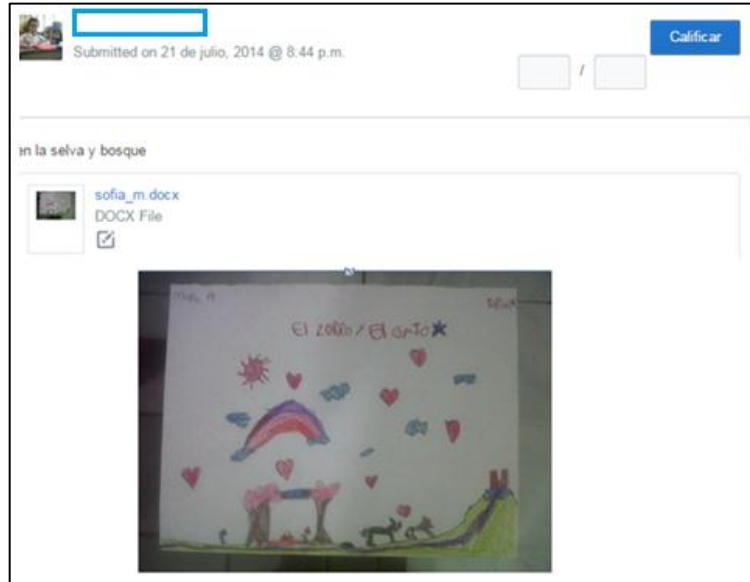 Submitted on 21 de julio, 2014 @ 8:44 p.m.
Calificar
/
en la selva y bosque
sofia_m.docx
DOCX File
El zorro / El